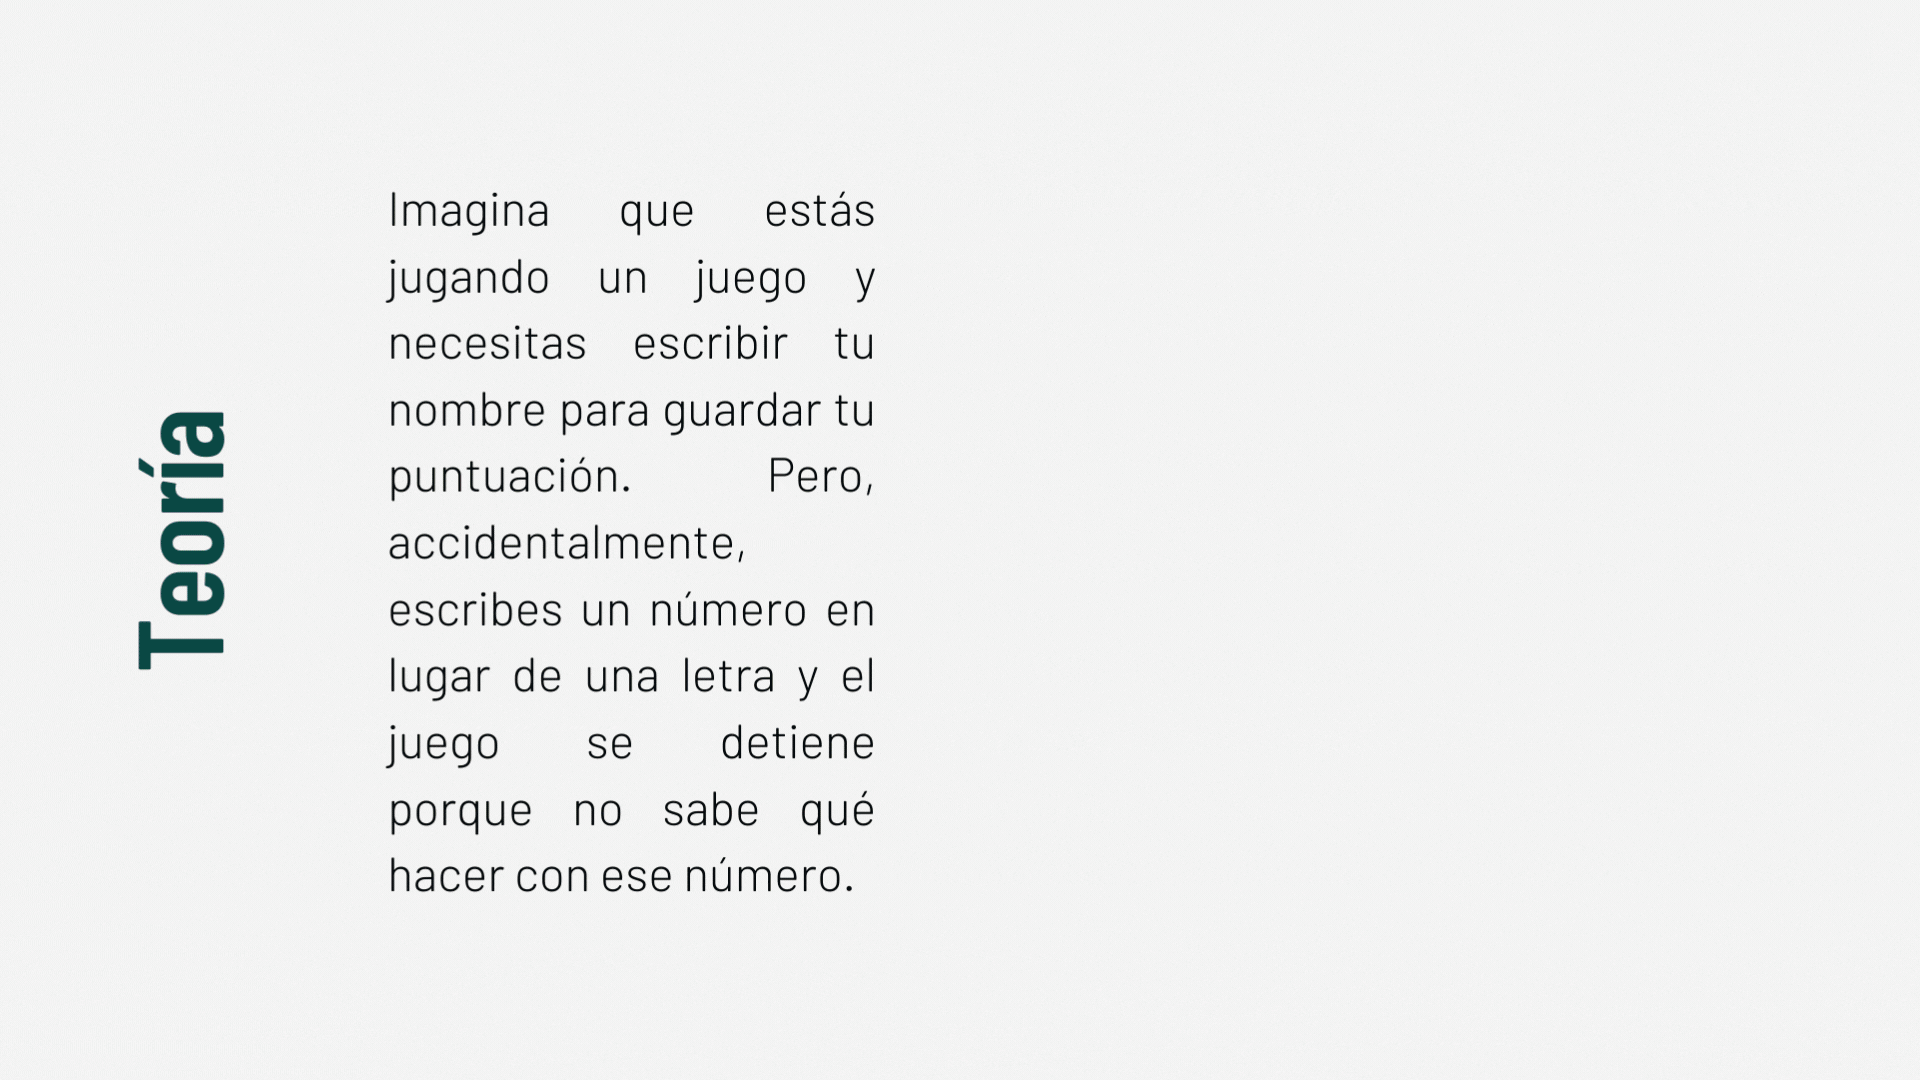 Teoría
Imagina que estás
jugando un juego y
necesitas escribir tu
nombre para guardar tu
puntuación. Pero,
accidentalmente,
escribes un número en
lugar de una letra y el
juego se detiene
porque no sabe qué
hacer con ese número.